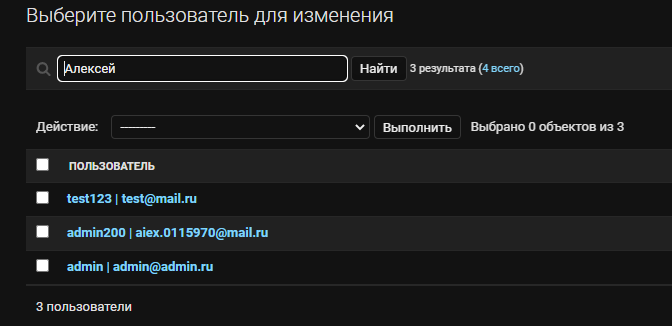 Выберите пользователь для изменения
Алексей Найти 3 результата (4 всего)
Действие: --------- Выполнить Выбрано 0 объектов из 3
ПОЛЬЗОВАТЕЛЬ
test123 | test@mail.ru
admin200 | aiex.0115970@mail.ru
admin | admin@admin.ru
3 пользователи